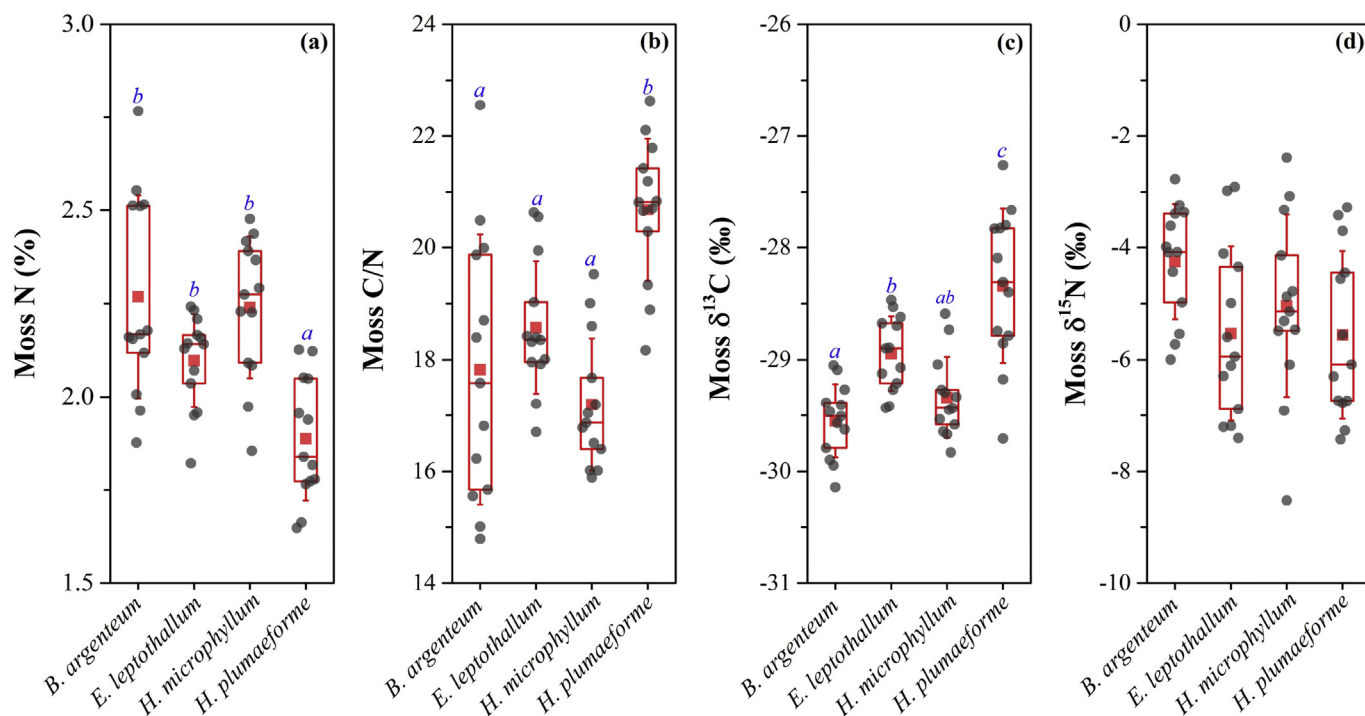 (a)
Moss N (%)
3.0
2.5
2.0
1.5
b
b
b
a
B. argenteum
E. leptothallum
H. microphyllum
H. plumaeforme
(b)
Moss C/N
24
22
20
18
16
14
a
a
a
b
B. argenteum
E. leptothallum
H. microphyllum
H. plumaeforme
(c)
Moss δ13C (‰)
-26
-26
-27
-28
-29
-30
-31
a
b
ab
c
B. argenteum
E. leptothallum
H. microphyllum
H. plumaeforme
(d)
Moss δ15N (‰)
0
-2
-4
-6
-8
-10
B. argenteum
E. leptothallum
H. microphyllum
H. plumaeforme